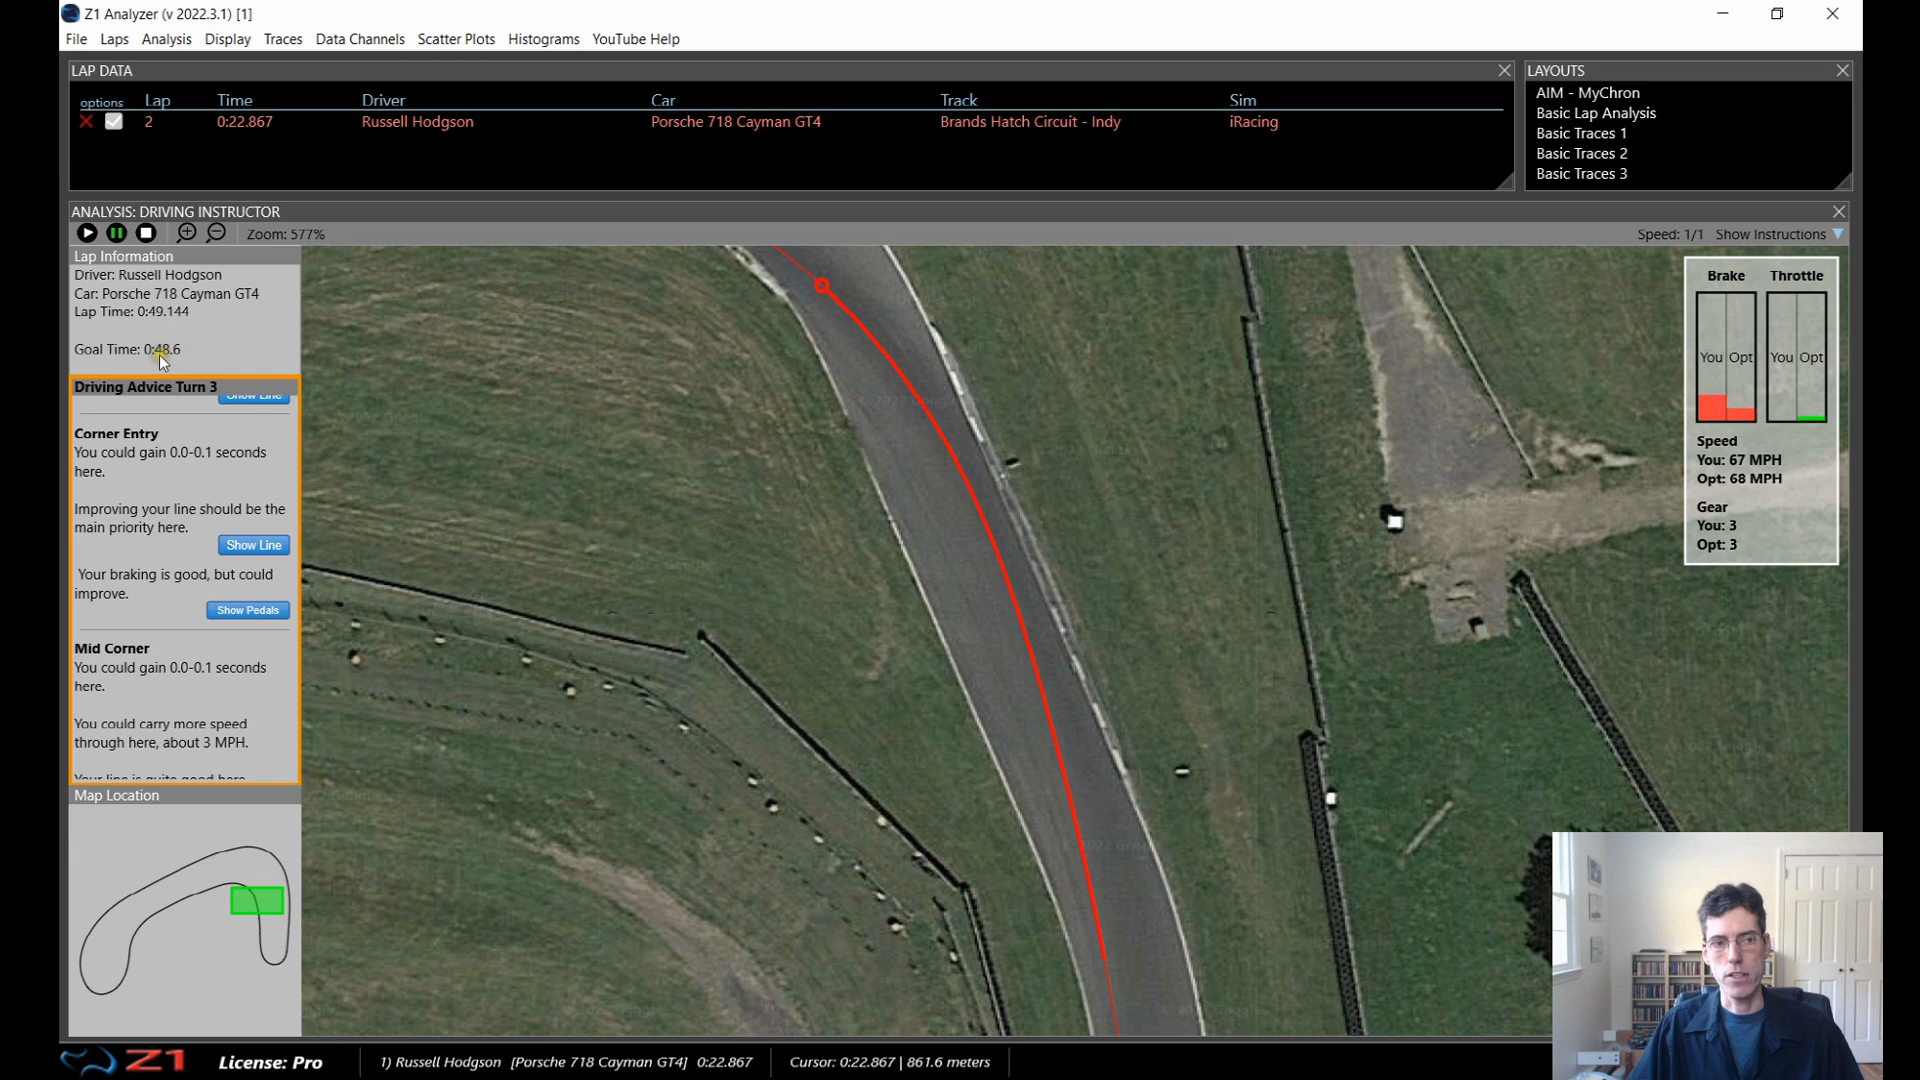 Z1 Analyzer (v 2022.3.1) [1]
File Laps Analysis Display Traces Data Channels Scatter Plots Histograms YouTube Help
LAP DATA
LAYOUTS
options Lap Time Driver Car Track Sim
2 0:22.867 Russell Hodgson Porsche 718 Cayman GT4 Brands Hatch Circuit - Indy iRacing
AIM - MyChron
Basic Lap Analysis
Basic Traces 1
Basic Traces 2
Basic Traces 3
ANALYSIS: DRIVING INSTRUCTOR
Zoom: 577%
Speed: 1/1 Show Instructions
Lap Information
Driver: Russell Hodgson
Car: Porsche 718 Cayman GT4
Lap Time: 0:49.144
Goal Time: 0:48.6
Driving Advice Turn 3
Show Line
Corner Entry
You could gain 0.0-0.1 seconds
here.
Improving your line should be the
main priority here.
Show Line
Your braking is good, but could
improve.
Show Pedals
Mid Corner
You could gain 0.0-0.1 seconds
here.
You could carry more speed
through here, about 3 MPH.
Your line is quite good here
Map Location
Brake Throttle
You Opt You Opt
Speed
You: 67 MPH
Opt: 68 MPH
Gear
You: 3
Opt: 3
Z1 License: Pro 1) Russell Hodgson [Porsche 718 Cayman GT4] 0:22.867 Cursor: 0:22.867 | 861.6 meters